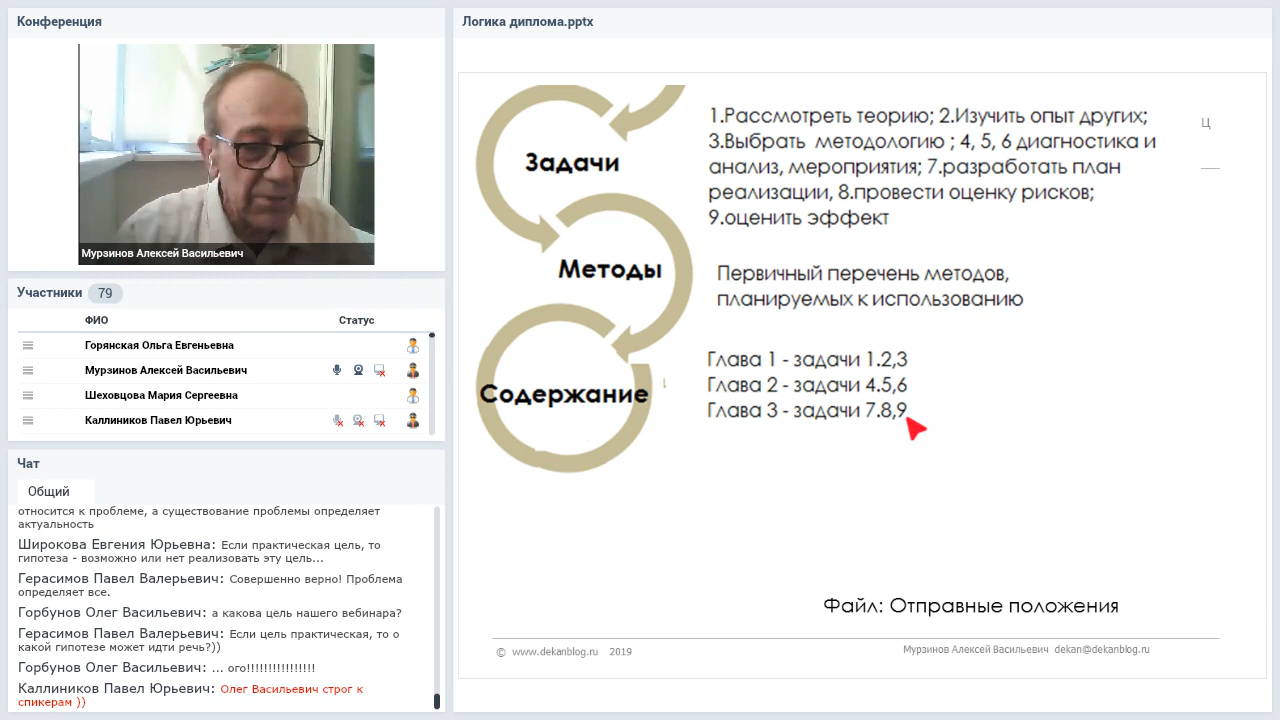 Конференция
Мурзинов Алексей Васильевич
Участники 79
ФИО Статус
Горянская Ольга Евгеньевна
Мурзинов Алексей Васильевич
Шеховцова Мария Сергеевна
Каллиников Павел Юрьевич
Чат
Общий
относится к проблеме, а существование проблемы определяет
актуальность
Широкова Евгения Юрьевна: Если практическая цель, то
гипотеза - возможно или нет реализовать эту цель...
Герасимов Павел Валерьевич: Совершенно верно! Проблема
определяет все.
Горбунов Олег Васильевич: а какова цель нашего вебинара?
Герасимов Павел Валерьевич: Если цель практическая, то о
какой гипотезе может идти речь?))
Горбунов Олег Васильевич: ... ого!!!!!!!!!!!!!!!!
Каллиников Павел Юрьевич: Олег Васильевич строг к
спикерам ))
Логика диплома.pptx
Задачи
1.Рассмотреть теорию; 2.Изучить опыт других;
3.Выбрать методологию ; 4, 5, 6 диагностика и
анализ, мероприятия; 7.разработать план
реализации, 8.провести оценку рисков;
9.оценить эффект
Ц
Методы
Первичный перечень методов,
планируемых к использованию
Содержание
Глава 1 - задачи 1.2,3
Глава 2 - задачи 4.5,6
Глава 3 - задачи 7.8,9
Файл: Отправные положения
© www.dekanblog.ru 2019
Мурзинов Алексей Васильевич dekan@dekanblog.ru